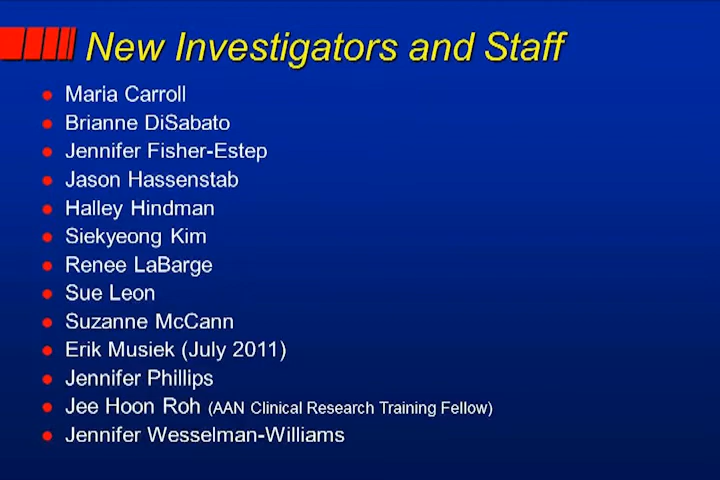 New Investigators and Staff
Maria Carroll
Brianne DiSabato
Jennifer Fisher-Estep
Jason Hassenstab
Halley Hindman
Siekyeong Kim
Renee LaBarge
Sue Leon
Suzanne McCann
Erik Musiek (July 2011)
Jennifer Phillips
Jee Hoon Roh (AAN Clinical Research Training Fellow)
Jennifer Wesselman-Williams